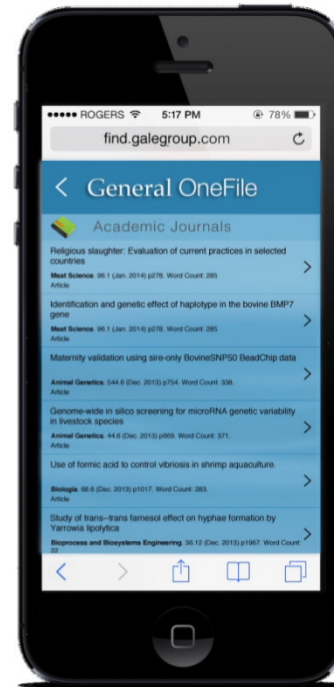 ROGERS 5:17 PM 78%
find.galegroup.com
General OneFile
Academic Journals
Religious slaughter: Evaluation of current practices in selected
countries
Meat Science. 96.1 (Jan. 2014) p278. Word Count: 285
Article
Identification and genetic effect of haplotype in the bovine BMP7
gene
Meat Science. 96.1 (Jan. 2014) p278. Word Count: 285
Article
Maternity validation using sire-only BovineSNP50 BeadChip data
Animal Genetics. 544.6 (Dec. 2013) p754. Word Count: 338.
Article
Genome-wide in silico screening for microRNA genetic variability
in livestock species
Animal Genetics. 44.6 (Dec. 2013) p669. Word Count: 371.
Article
Use of formic acid to control vibriosis in shrimp aquaculture.
Biologia. 68.6 (Dec. 2013) p1017. Word Count: 283.
Article
Study of trans–trans farnesol effect on hyphae formation by
Yarrowia lipolytica
Bioprocess and Biosystems Engineering. 36.12 (Dec. 2013) p1967. Word Count:
22